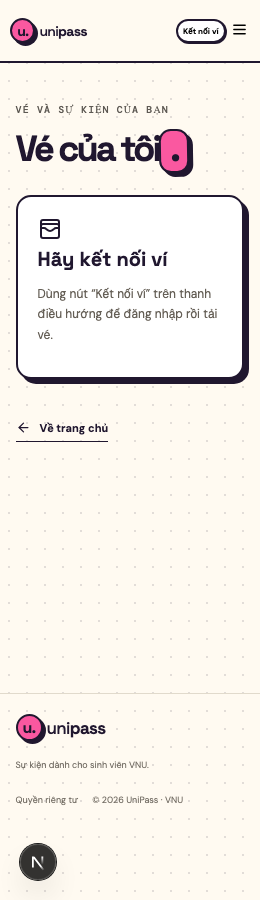 u. unipass
Kết nối ví
VÉ VÀ SỰ KIỆN CỦA BẠN
Vé của tôi.
Hãy kết nối ví
Dùng nút “Kết nối ví” trên thanh
điều hướng để đăng nhập rồi tải
vé.
← Về trang chủ
u. unipass
Sự kiện dành cho sinh viên VNU.
Quyền riêng tư © 2026 UniPass · VNU
N